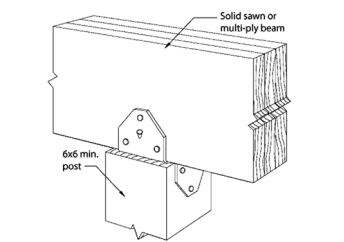 Solid sawn or
multi-ply beam
6x6 min.
post